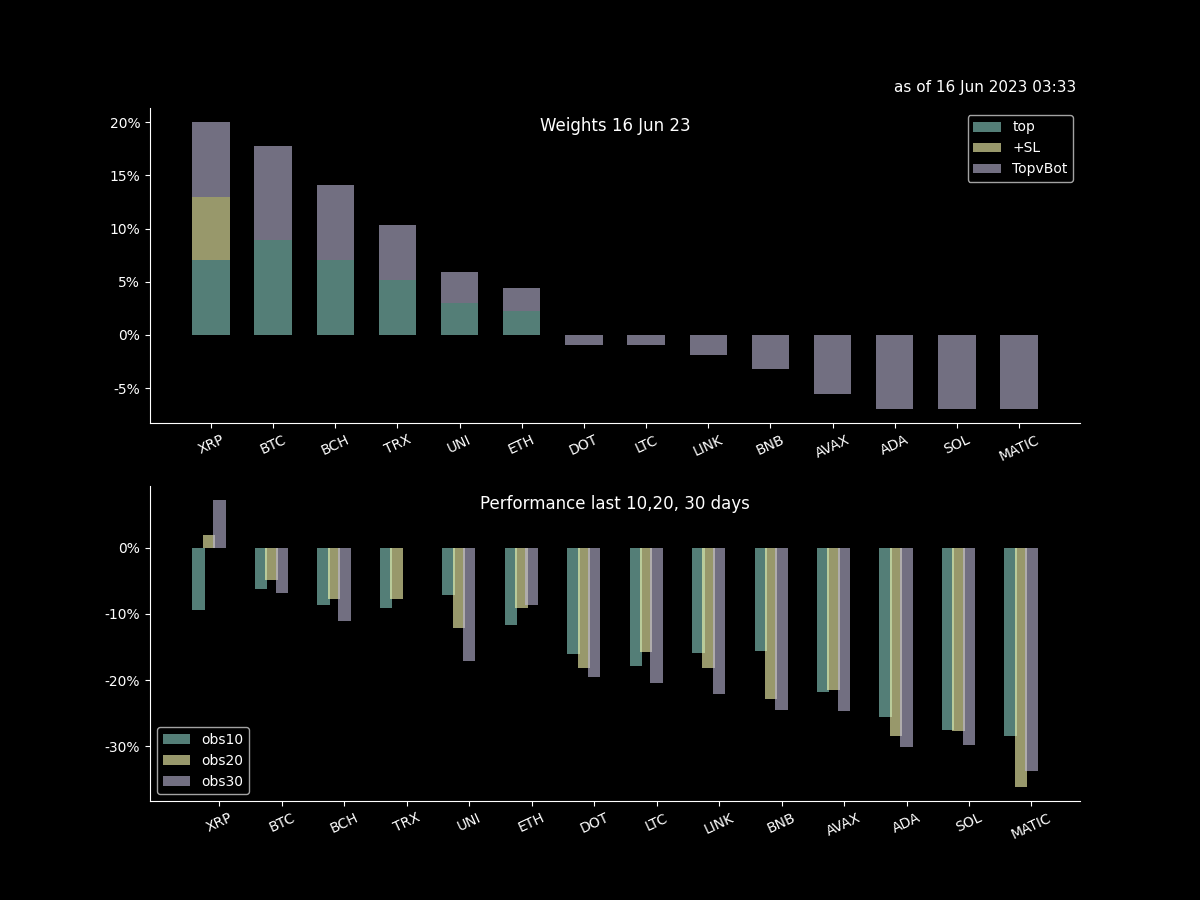 as of 16 Jun 2023 03:33
Weights 16 Jun 23
top
+SL
TopvBot
20%
15%
10%
5%
0%
-5%
XRP BTC BCH TRX UNI ETH DOT LTC LINK BNB AVAX ADA SOL MATIC
Performance last 10,20, 30 days
0%
-10%
-20%
-30%
obs10
obs20
obs30
XRP BTC BCH TRX UNI ETH DOT LTC LINK BNB AVAX ADA SOL MATIC